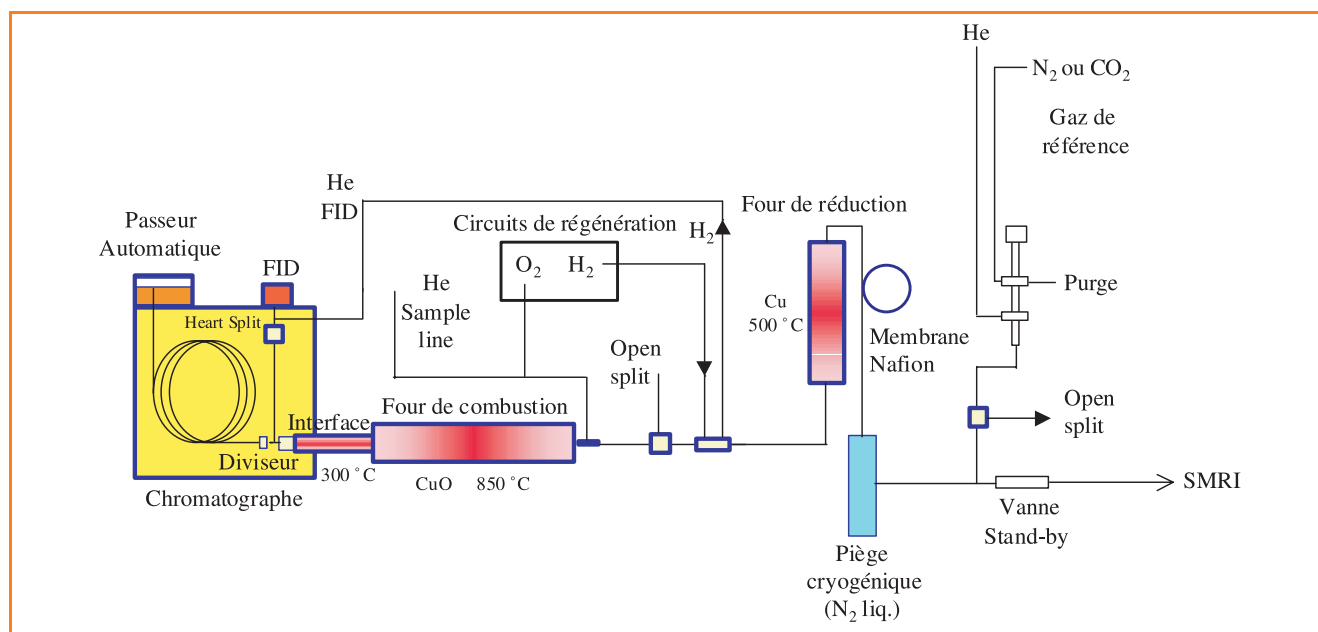 He
N₂ ou CO₂
Gaz de
référence
He
FID
Passeur
Automatique
Circuits de régénération
H₂
Four de réduction
FID
O₂ H₂
He
Sample
line
Heart Split
Purge
Cu
500 °C
Membrane
Nafion
Open
split
Open
split
Interface
Four de combustion
Diviseur
300 °C
CuO 850 °C
Chromatographe
SMRI
Vanne
Stand-by
Piège
cryogénique
(N₂ liq.)